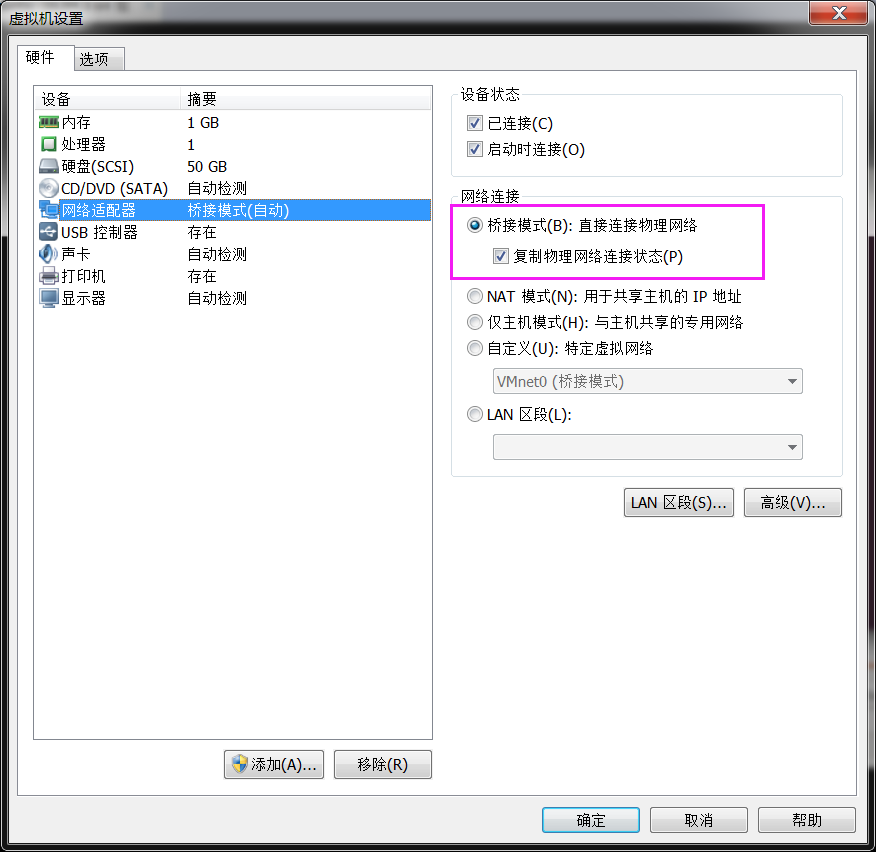 虚拟机设置
硬件
选项
设备 摘要
内存 1 GB
处理器 1
硬盘(SCSI) 50 GB
CD/DVD (SATA) 自动检测
网络适配器 桥接模式(自动)
USB 控制器 存在
声卡 自动检测
打印机 存在
显示器 自动检测
添加(A)...
移除(R)
设备状态
已连接(C)
启动时连接(O)
网络连接
桥接模式(B): 直接连接物理网络
复制物理网络连接状态(P)
NAT 模式(N): 用于共享主机的 IP 地址
仅主机模式(H): 与主机共享的专用网络
自定义(U): 特定虚拟网络
VMnet0 (桥接模式)
LAN 区段(L):
LAN 区段(S)...
高级(V)...
确定
取消
帮助